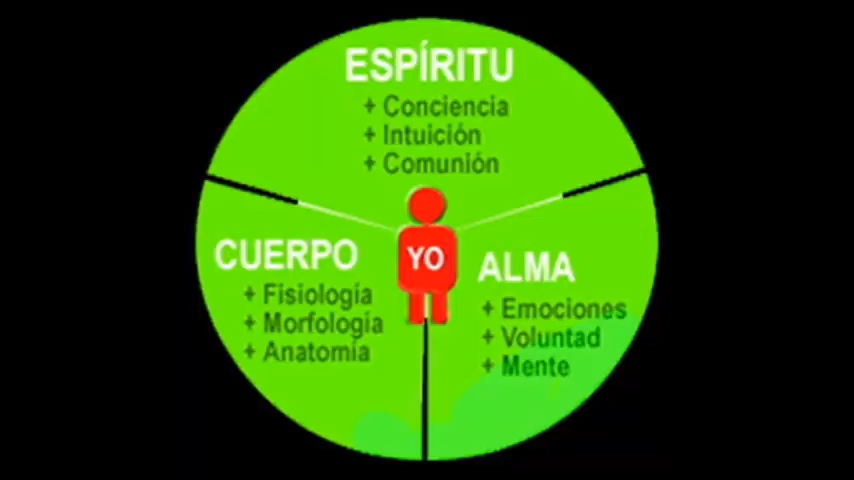 ESPÍRITU
+ Conciencia
+ Intuición
+ Comunión
CUERPO
+ Fisiología
+ Morfología
+ Anatomía
YO
ALMA
+ Emociones
+ Voluntad
+ Mente